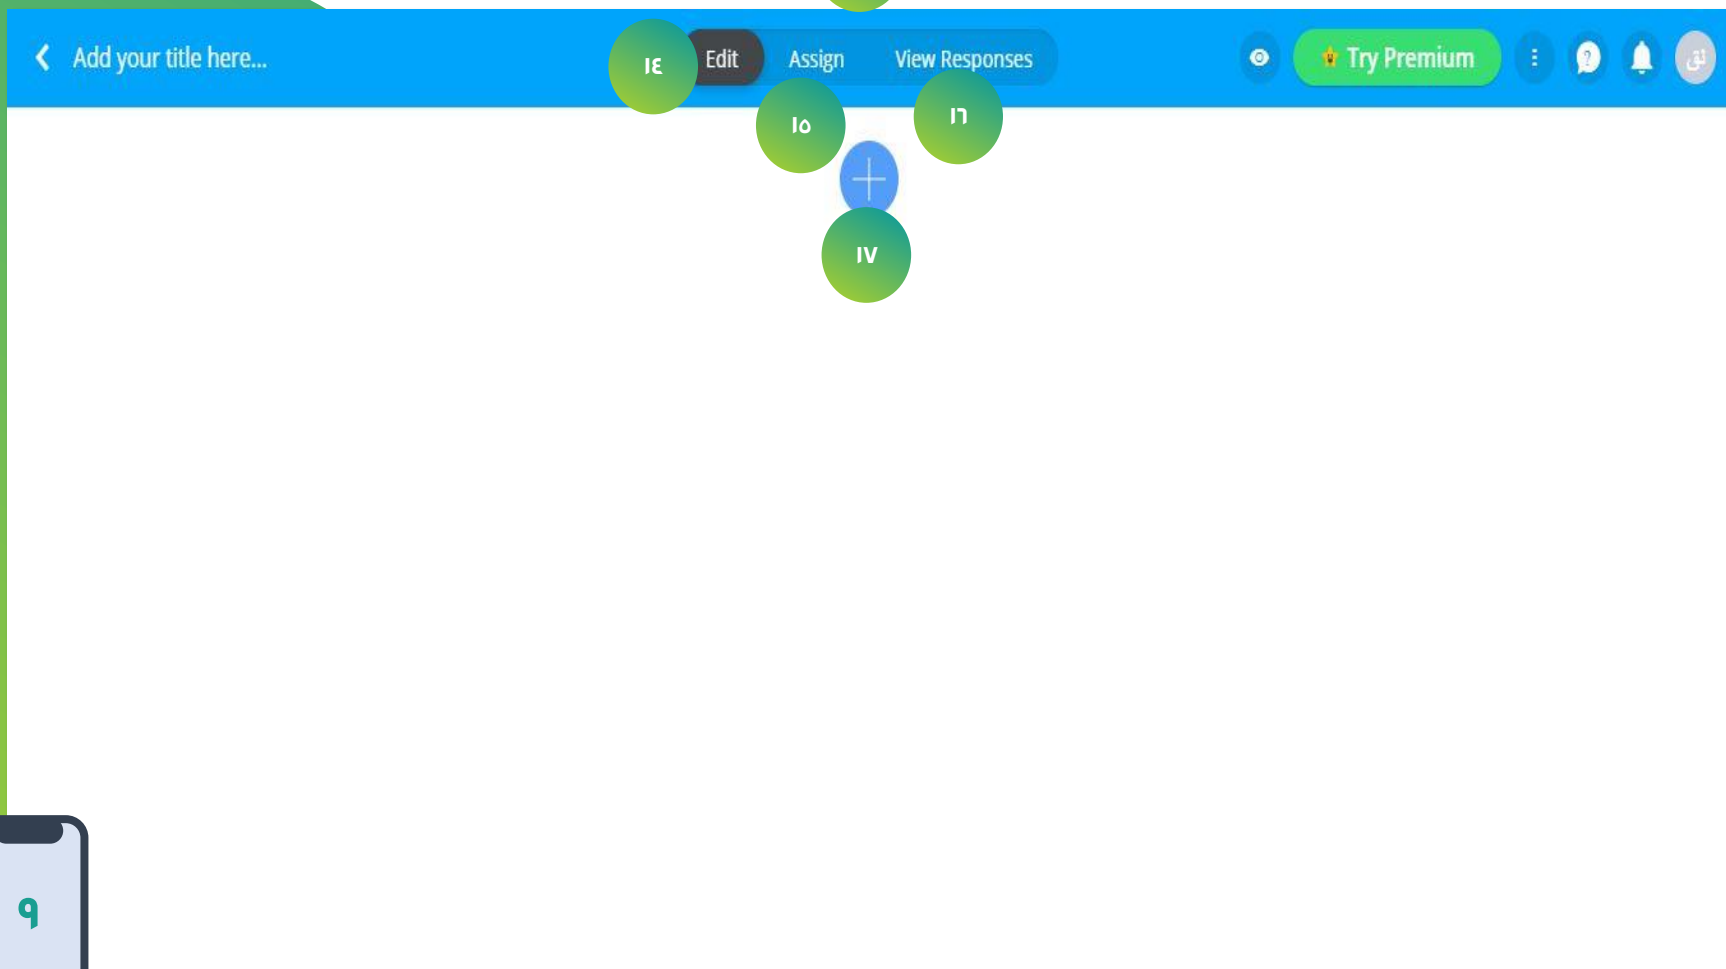 Add your title here...
Edit
Assign
View Responses
Try Premium
١٤
١٥
١٦
١٧
٩